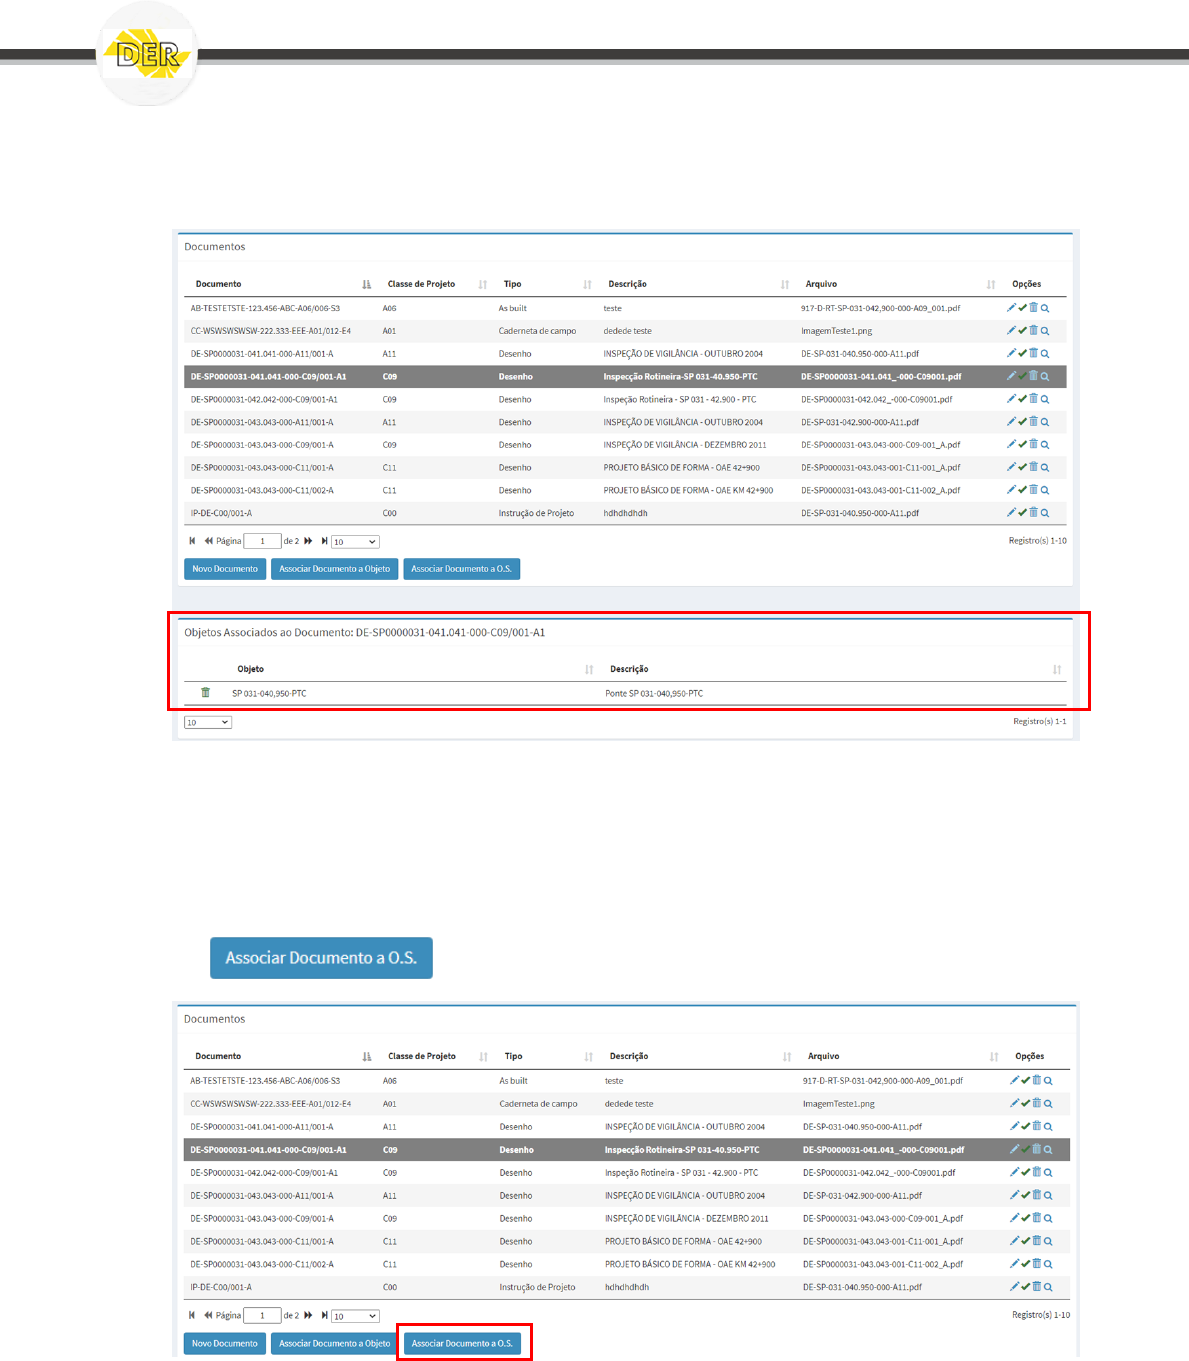 DER
Documentos
Documento Classe de Projeto Tipo Descrição Arquivo Opções
AB-TESTETSTE-123.456-ABC-A06/006-S3 A06 As built teste 917-D-RT-SP-031-042,900-000-A09_001.pdf
CC-WSWSWSWSW-222.333-EEE-A01/012-E4 A01 Caderneta de campo dedede teste ImagemTeste1.png
DE-SP0000031-041.041-000-A11/001-A A11 Desenho INSPEÇÃO DE VIGILÂNCIA - OUTUBRO 2004 DE-SP-031-040.950-000-A11.pdf
DE-SP0000031-041.041-000-C09/001-A1 C09 Desenho Inspecção Rotineira-SP 031-40.950-PTC DE-SP0000031-041.041_-000-C09001.pdf
DE-SP0000031-042.042-000-C09/001-A1 C09 Desenho Inspeção Rotineira - SP 031 - 42.900 - PTC DE-SP0000031-042.042_-000-C09001.pdf
DE-SP0000031-043.043-000-A11/001-A A11 Desenho INSPEÇÃO DE VIGILÂNCIA - OUTUBRO 2004 DE-SP-031-042.900-000-A11.pdf
DE-SP0000031-043.043-000-C09/001-A C09 Desenho INSPEÇÃO DE VIGILÂNCIA - DEZEMBRO 2011 DE-SP0000031-043.043-000-C09-001_A.pdf
DE-SP0000031-043.043-000-C11/001-A C11 Desenho PROJETO BÁSICO DE FORMA - OAE 42+900 DE-SP0000031-043.043-001-C11-001_A.pdf
DE-SP0000031-043.043-000-C11/002-A C11 Desenho PROJETO BÁSICO DE FORMA - OAE KM 42+900 DE-SP0000031-043.043-001-C11-002_A.pdf
IP-DE-C00/001-A C00 Instrução de Projeto hdhdhdhdh DE-SP-031-040.950-000-A11.pdf
Página 1 de 2 10 Registro(s) 1-10
Novo Documento Associar Documento a Objeto Associar Documento a O.S.
Objetos Associados ao Documento: DE-SP0000031-041.041-000-C09/001-A1
Objeto Descrição
SP 031-040,950-PTC Ponte SP 031-040,950-PTC
10 Registro(s) 1-1
Associar Documento a O.S.
Documentos
Documento Classe de Projeto Tipo Descrição Arquivo Opções
AB-TESTETSTE-123.456-ABC-A06/006-S3 A06 As built teste 917-D-RT-SP-031-042,900-000-A09_001.pdf
CC-WSWSWSWSW-222.333-EEE-A01/012-E4 A01 Caderneta de campo dedede teste ImagemTeste1.png
DE-SP0000031-041.041-000-A11/001-A A11 Desenho INSPEÇÃO DE VIGILÂNCIA - OUTUBRO 2004 DE-SP-031-040.950-000-A11.pdf
DE-SP0000031-041.041-000-C09/001-A1 C09 Desenho Inspecção Rotineira-SP 031-40.950-PTC DE-SP0000031-041.041_-000-C09001.pdf
DE-SP0000031-042.042-000-C09/001-A1 C09 Desenho Inspeção Rotineira - SP 031 - 42.900 - PTC DE-SP0000031-042.042_-000-C09001.pdf
DE-SP0000031-043.043-000-A11/001-A A11 Desenho INSPEÇÃO DE VIGILÂNCIA - OUTUBRO 2004 DE-SP-031-042.900-000-A11.pdf
DE-SP0000031-043.043-000-C09/001-A C09 Desenho INSPEÇÃO DE VIGILÂNCIA - DEZEMBRO 2011 DE-SP0000031-043.043-000-C09-001_A.pdf
DE-SP0000031-043.043-000-C11/001-A C11 Desenho PROJETO BÁSICO DE FORMA - OAE 42+900 DE-SP0000031-043.043-001-C11-001_A.pdf
DE-SP0000031-043.043-000-C11/002-A C11 Desenho PROJETO BÁSICO DE FORMA - OAE KM 42+900 DE-SP0000031-043.043-001-C11-002_A.pdf
IP-DE-C00/001-A C00 Instrução de Projeto hdhdhdhdh DE-SP-031-040.950-000-A11.pdf
Página 1 de 2 10 Registro(s) 1-10
Novo Documento Associar Documento a Objeto Associar Documento a O.S.